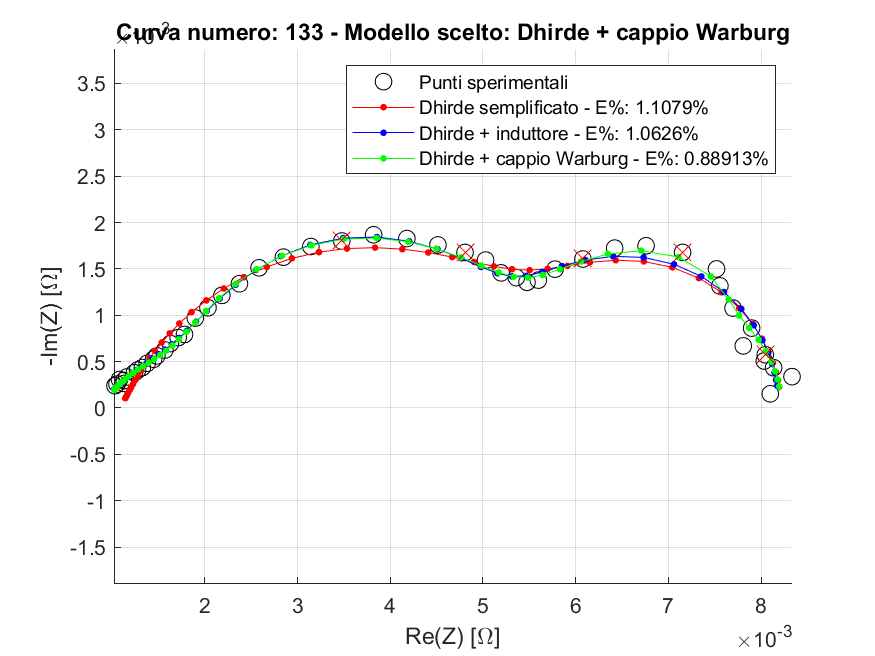 Curva numero: 133 - Modello scelto: Dhirde + cappio Warburg
×10⁻³
Punti sperimentali
Dhirde semplificato - E%: 1.1079%
Dhirde + induttore - E%: 1.0626%
Dhirde + cappio Warburg - E%: 0.88913%
3.5
3
2.5
2
1.5
1
0.5
0
-0.5
-1
-1.5
-Im(Z) [Ω]
2 3 4 5 6 7 8
Re(Z) [Ω]
×10⁻³